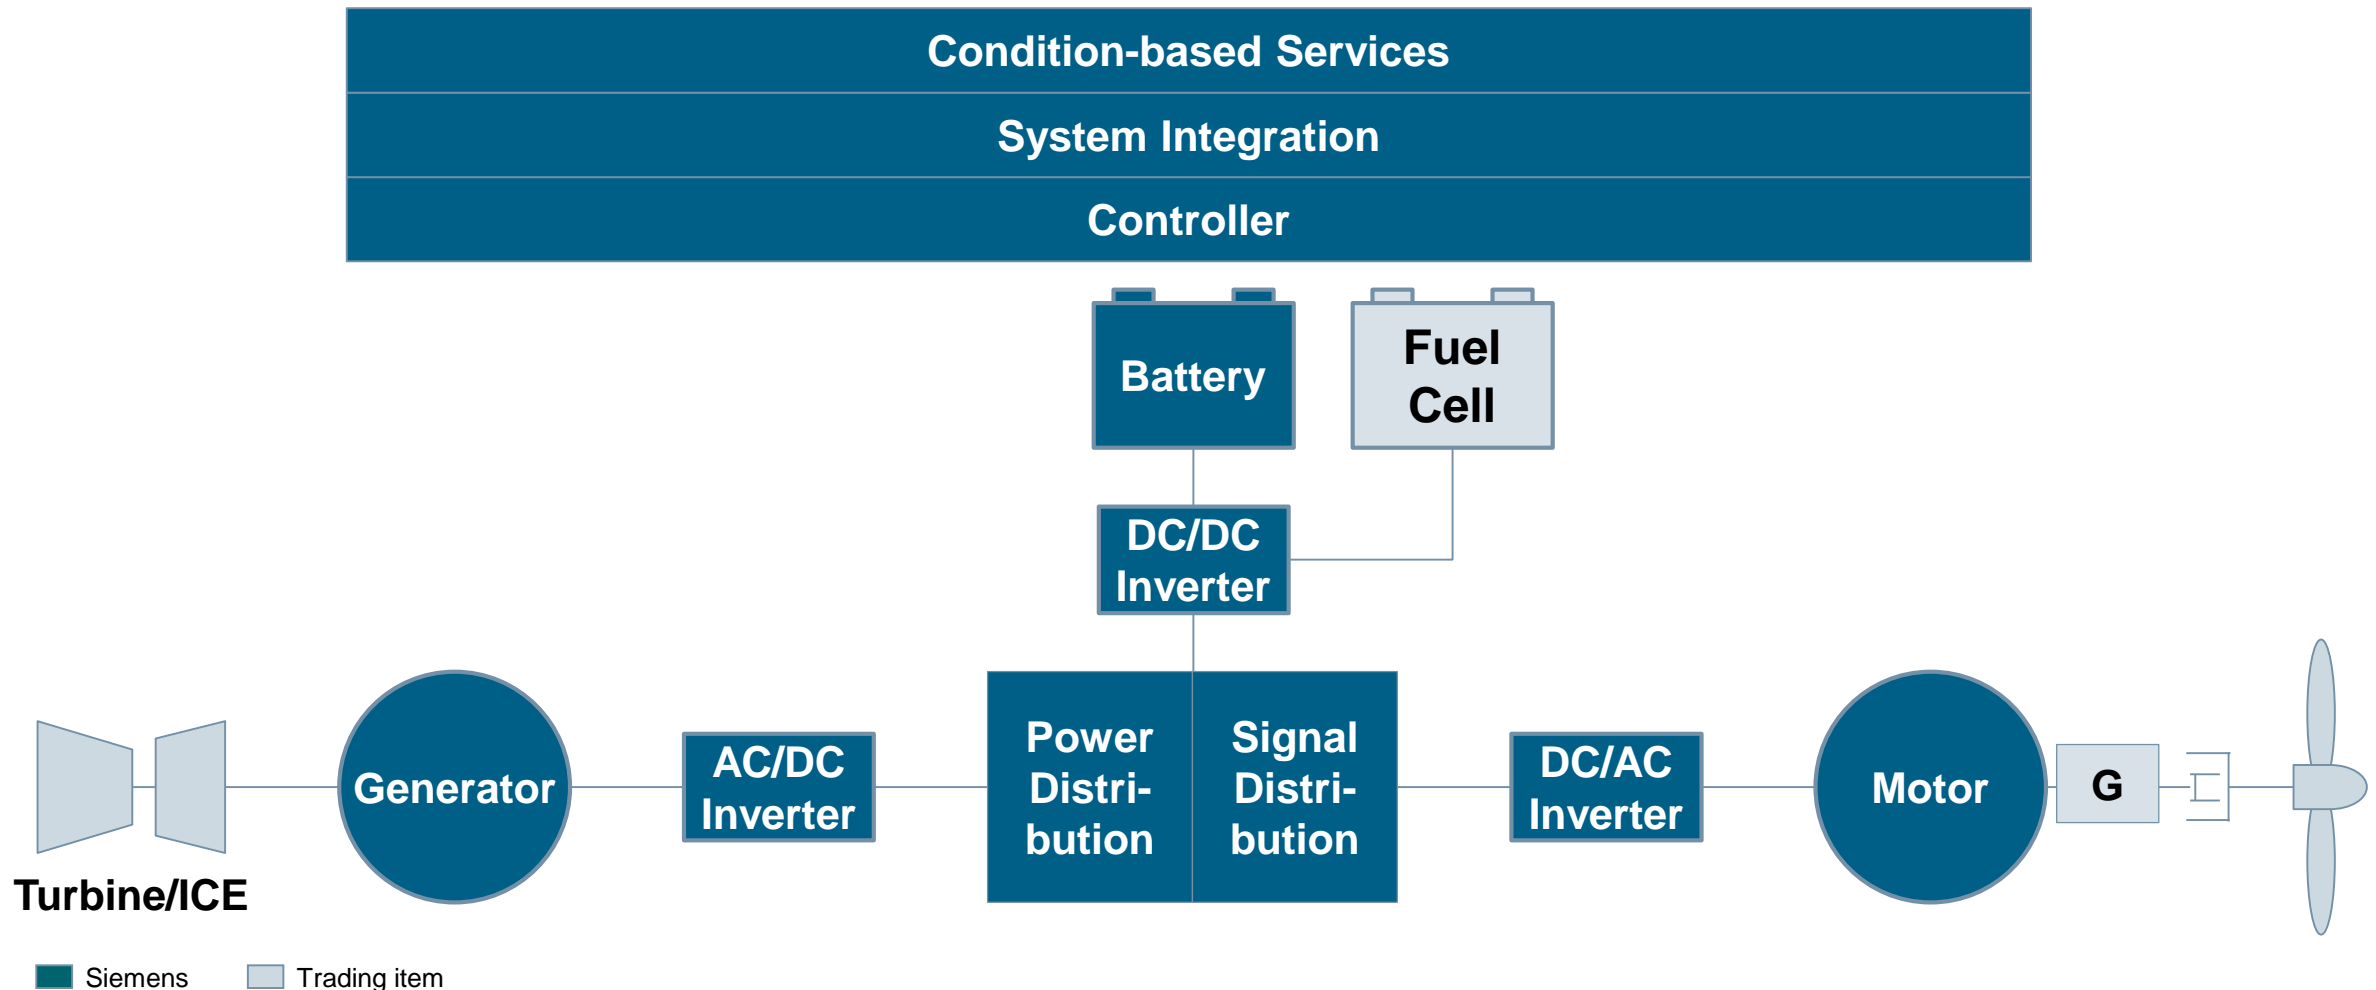 Condition-based Services
System Integration
Controller
Battery
Fuel
Cell
DC/DC
Inverter
Generator
AC/DC
Inverter
Power
Distri-
bution
Signal
Distri-
bution
DC/AC
Inverter
Motor
G
Turbine/ICE
Siemens
Trading item